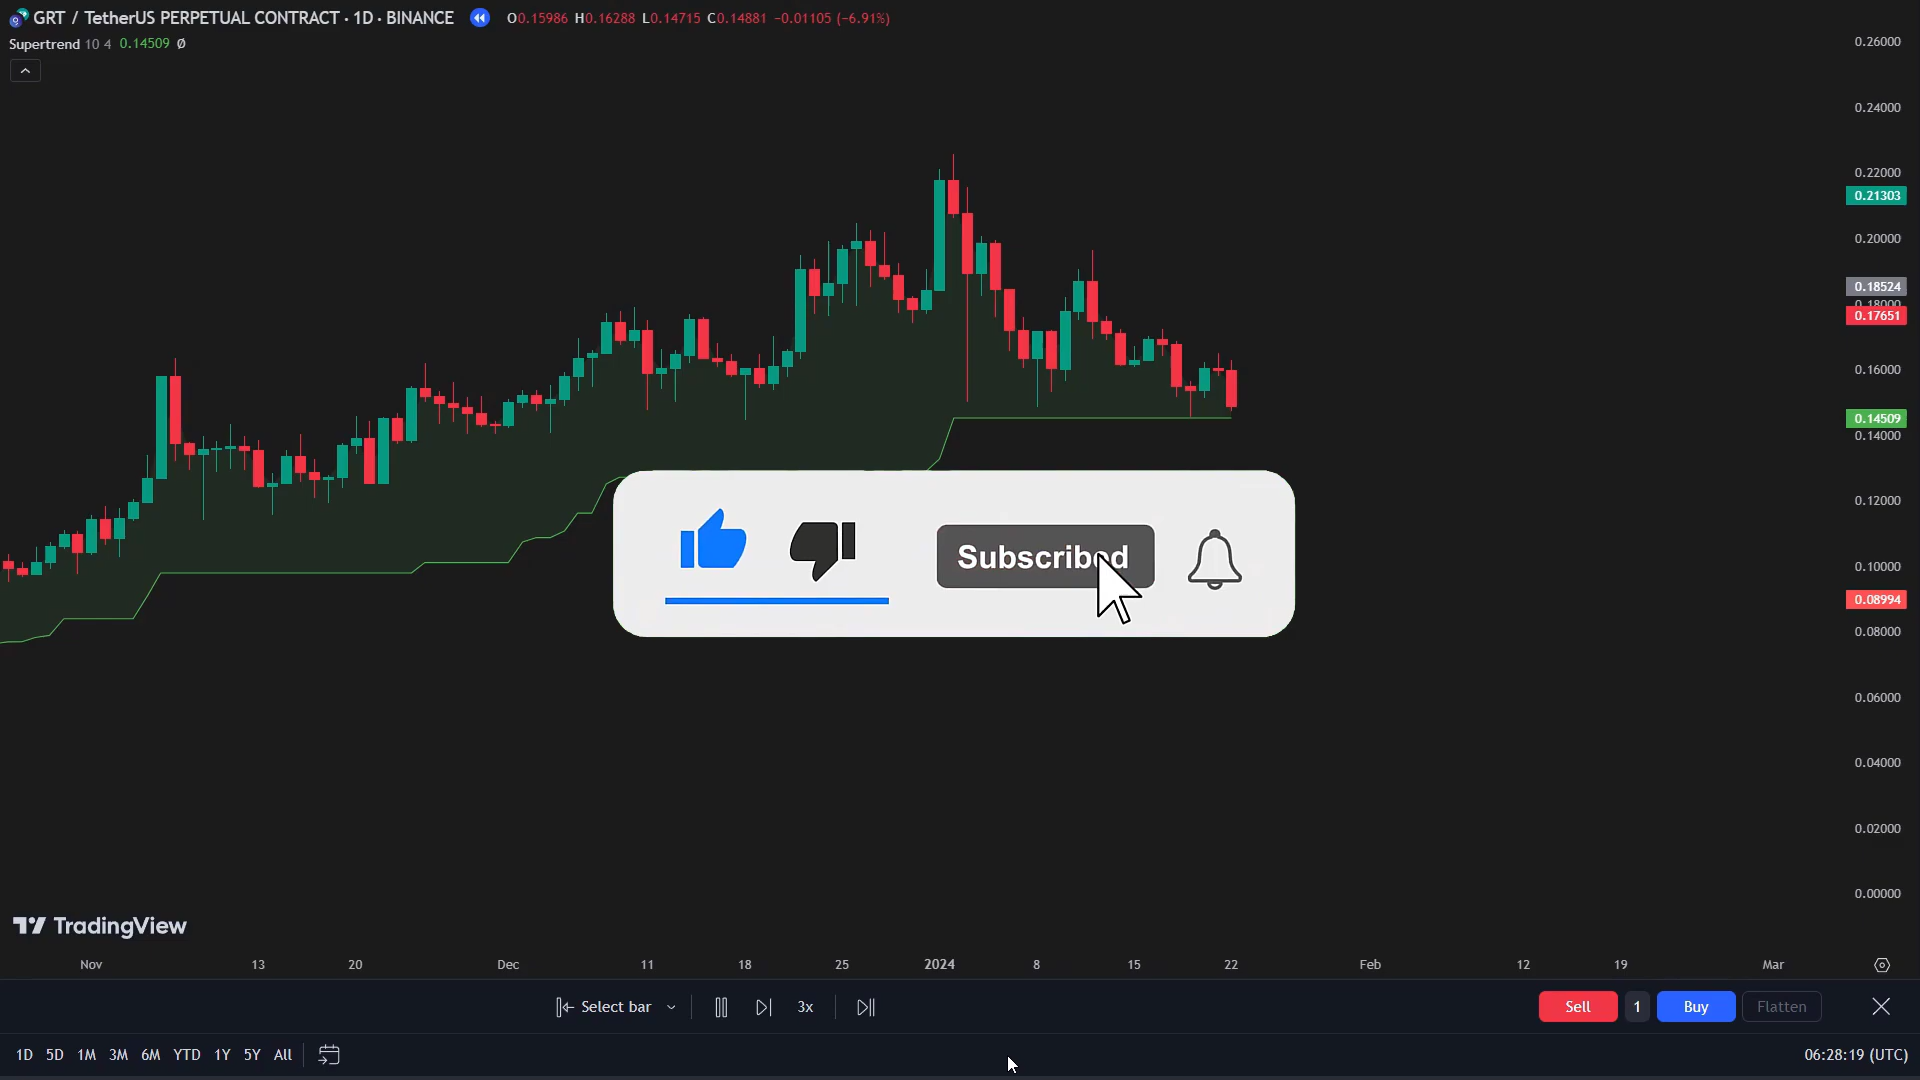 GRT / TetherUS PERPETUAL CONTRACT · 1D · BINANCE O0.15986 H0.16288 L0.14715 C0.14881 −0.01105 (−6.91%)
Supertrend 10 4 0.14509 Ø
0.26000
0.24000
0.22000
0.21303
0.20000
0.18524
0.18000
0.17651
0.16000
0.14509
0.14000
0.12000
0.10000
0.08994
0.08000
0.06000
0.04000
0.02000
0.00000
Subscribed
TradingView
Nov 13 20 Dec 11 18 25 2024 8 15 22 Feb 12 19 Mar
Select bar 3x Sell 1 Buy Flatten
1D 5D 1M 3M 6M YTD 1Y 5Y All 06:28:19 (UTC)